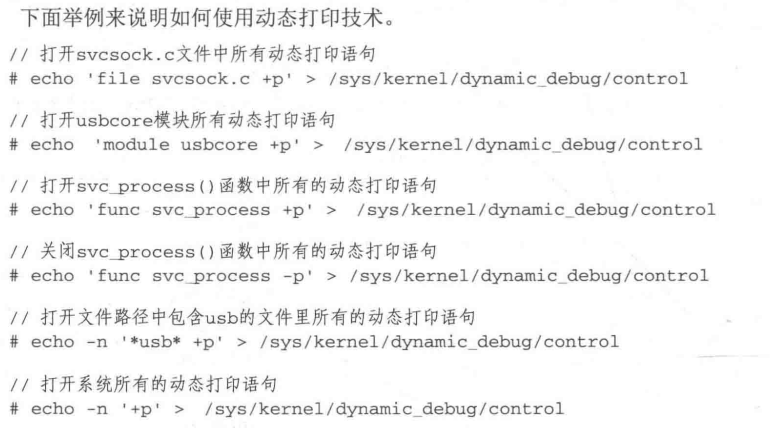 下面举例来说明如何使用动态打印技术。
// 打开svcsock.c文件中所有动态打印语句
# echo 'file svcsock.c +p' > /sys/kernel/dynamic_debug/control
// 打开usbcore模块所有动态打印语句
# echo  'module usbcore +p' >  /sys/kernel/dynamic_debug/control
// 打开svc_process()函数中所有的动态打印语句
# echo 'func svc_process +p' >  /sys/kernel/dynamic_debug/control
// 关闭svc_process()函数中所有的动态打印语句
# echo 'func svc_process -p' > /sys/kernel/dynamic_debug/control
// 打开文件路径中包含usb的文件里所有的动态打印语句
# echo -n '*usb* +p' > /sys/kernel/dynamic_debug/control
// 打开系统所有的动态打印语句
# echo -n '+p' >  /sys/kernel/dynamic_debug/control